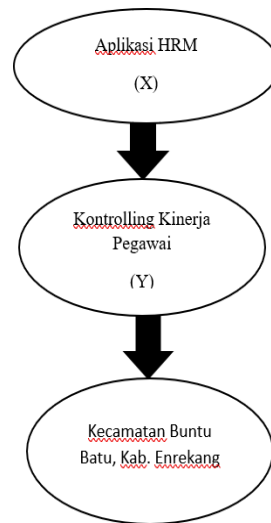 Aplikasi HRM
(X)
Kontrolling Kinerja
Pegawai
(Y)
Kecamatan Buntu
Batu, Kab. Enrekang